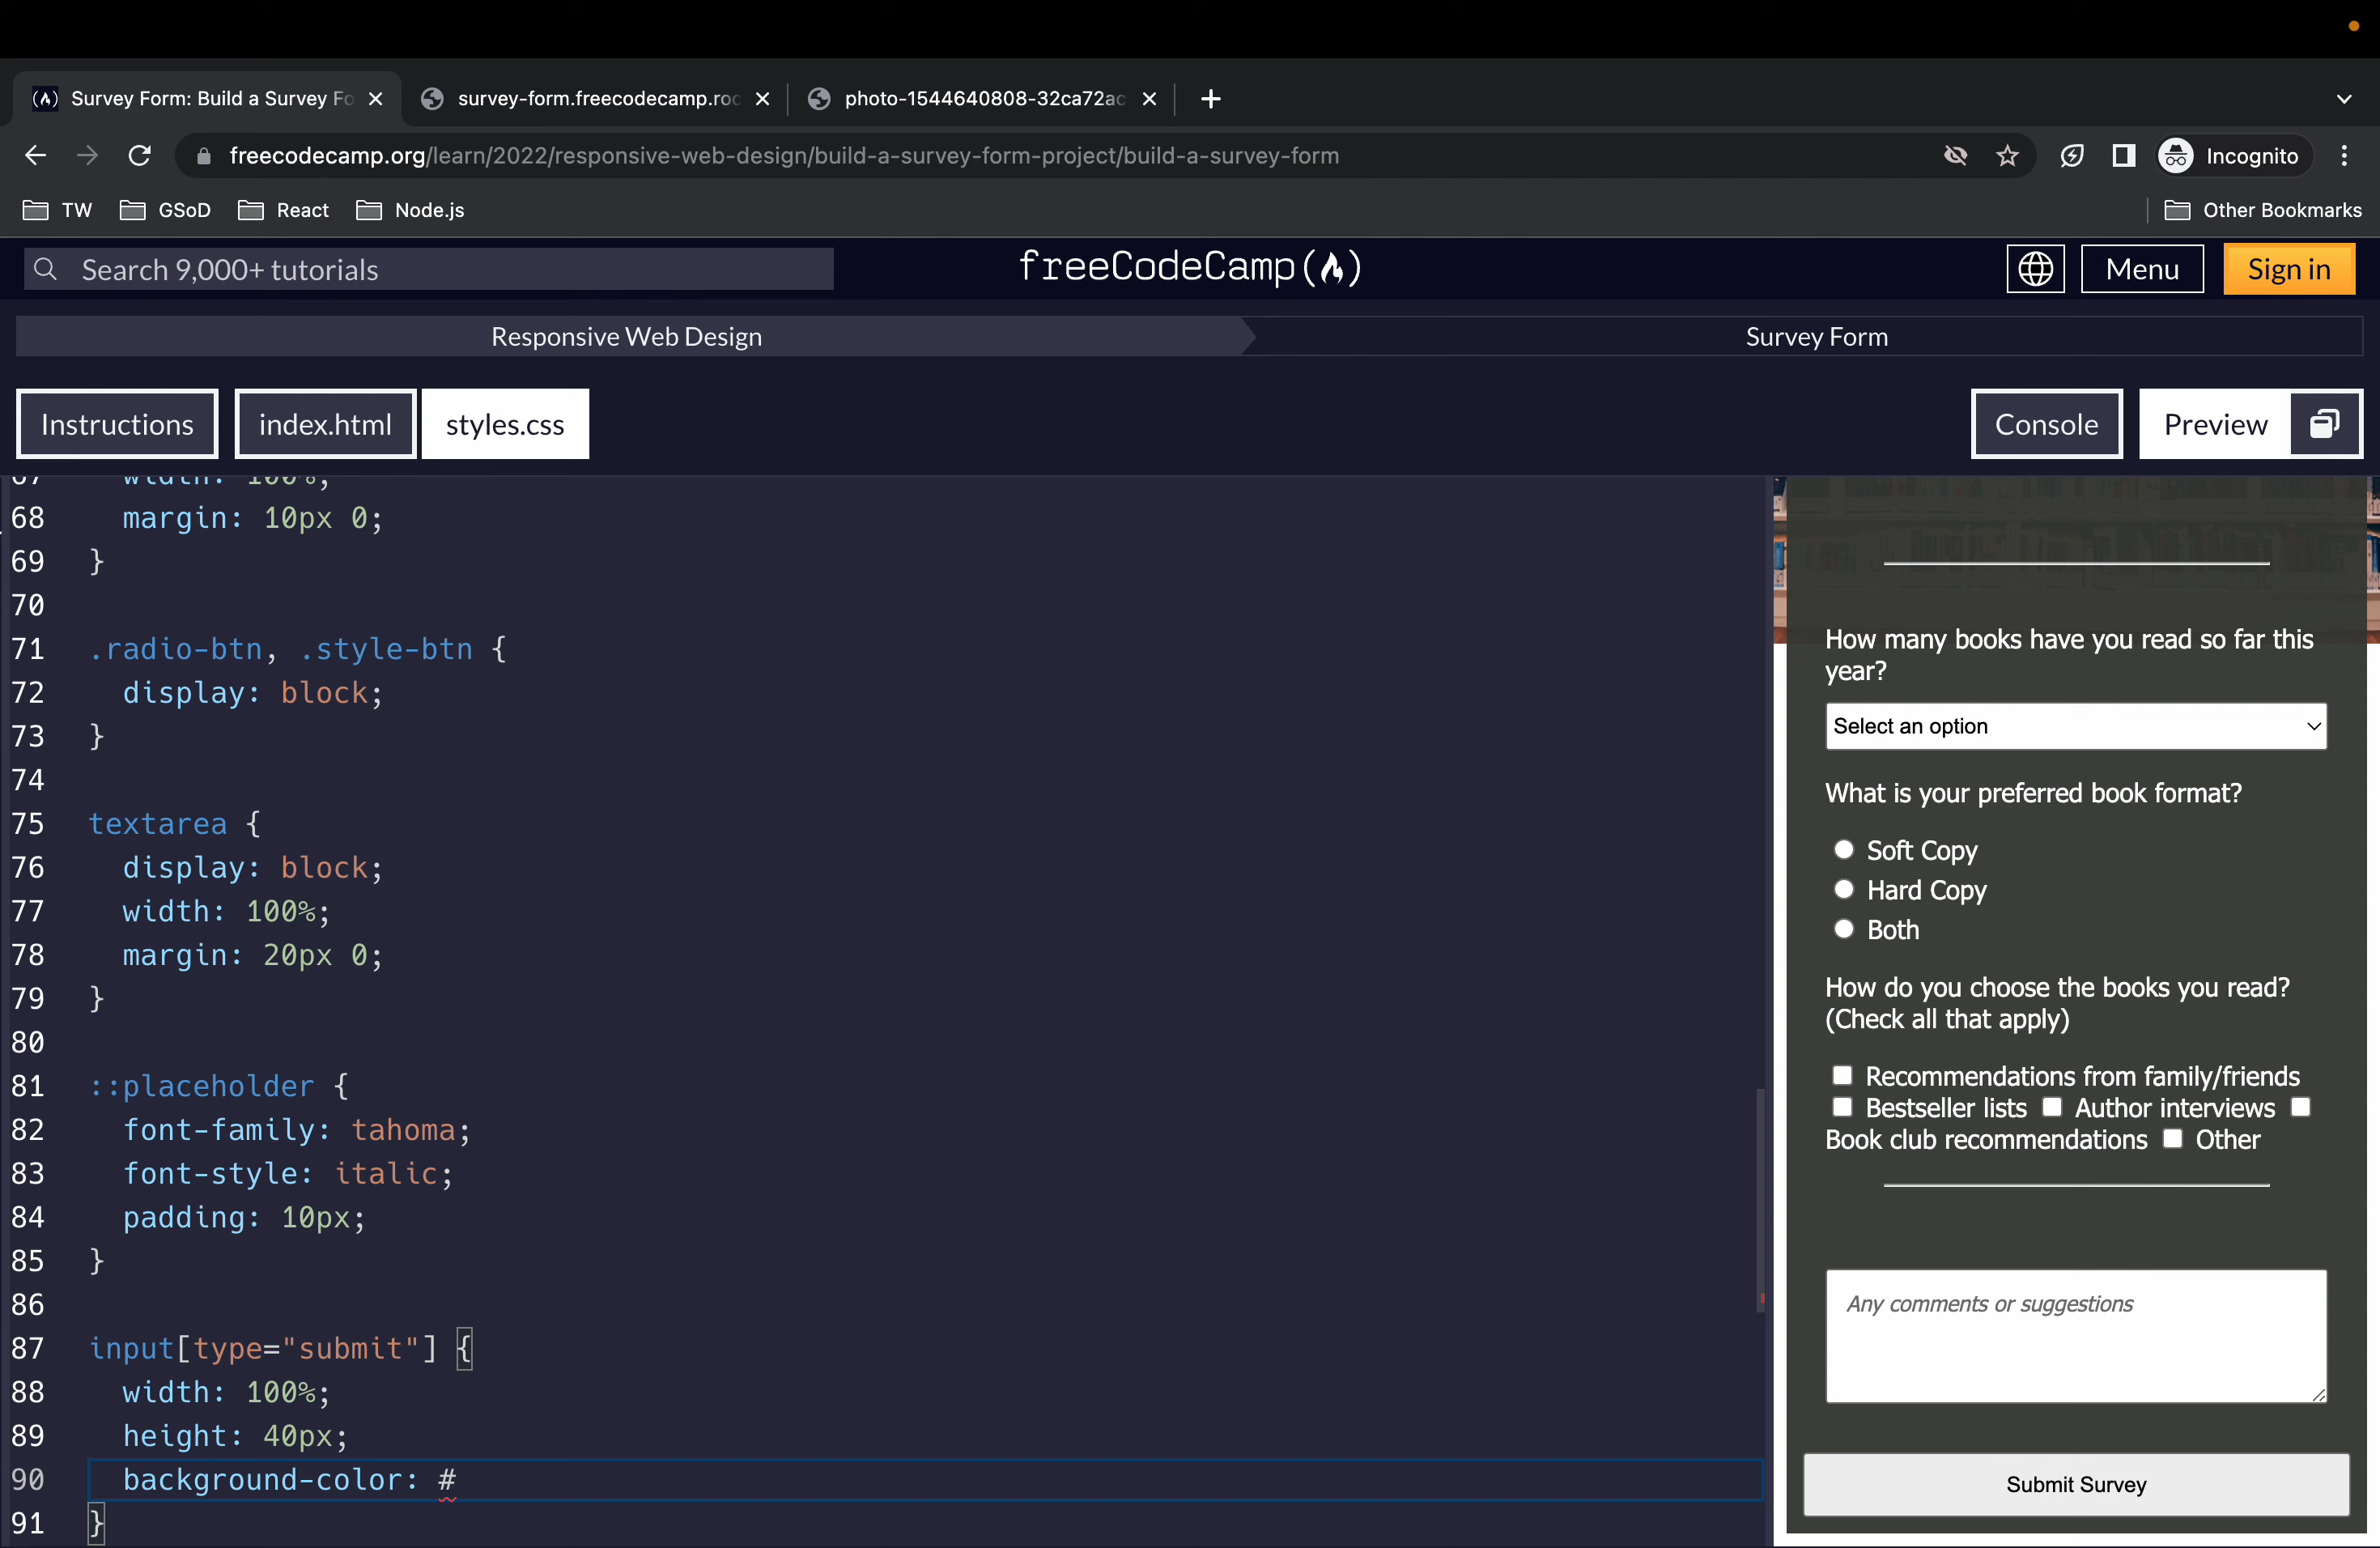 Survey Form: Build a Survey Fo
survey-form.freecodecamp.roc
photo-1544640808-32ca72ac
freecodecamp.org/learn/2022/responsive-web-design/build-a-survey-form-project/build-a-survey-form
Incognito
TW
GSoD
React
Node.js
Other Bookmarks
Search 9,000+ tutorials
freeCodeCamp
Menu
Sign in
Responsive Web Design
Survey Form
Instructions
index.html
styles.css
Console
Preview
67 width: 100%;
68 margin: 10px 0;
69 }
70
71 .radio-btn, .style-btn {
72 display: block;
73 }
74
75 textarea {
76 display: block;
77 width: 100%;
78 margin: 20px 0;
79 }
80
81 ::placeholder {
82 font-family: tahoma;
83 font-style: italic;
84 padding: 10px;
85 }
86
87 input[type="submit"] {
88 width: 100%;
89 height: 40px;
90 background-color: #
91 }
How many books have you read so far this
year?
Select an option
What is your preferred book format?
Soft Copy
Hard Copy
Both
How do you choose the books you read?
(Check all that apply)
Recommendations from family/friends
Bestseller lists Author interviews
Book club recommendations Other
Any comments or suggestions
Submit Survey